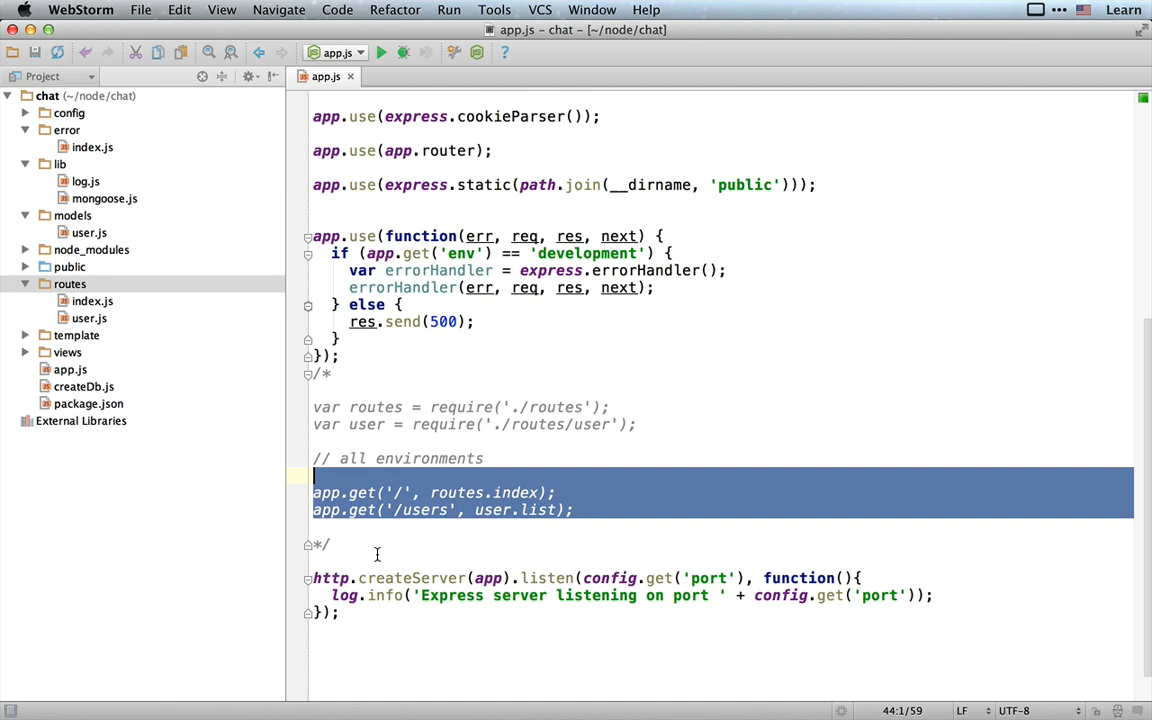 WebStorm File Edit View Navigate Code Refactor Run Tools VCS Window Help Learn
app.js - chat - [~/node/chat]
app.js
Project
app.js
chat (~/node/chat)
config
error
index.js
lib
log.js
mongoose.js
models
user.js
node_modules
public
routes
index.js
user.js
template
views
app.js
createDb.js
package.json
External Libraries
app.use(express.cookieParser());
app.use(app.router);
app.use(express.static(path.join(__dirname, 'public')));
app.use(function(err, req, res, next) {
if (app.get('env') == 'development') {
var errorHandler = express.errorHandler();
errorHandler(err, req, res, next);
} else {
res.send(500);
}
});
/*
var routes = require('./routes');
var user = require('./routes/user');
// all environments
app.get('/', routes.index);
app.get('/users', user.list);
*/
http.createServer(app).listen(config.get('port'), function(){
log.info('Express server listening on port ' + config.get('port'));
});
44:1/59 LF UTF-8